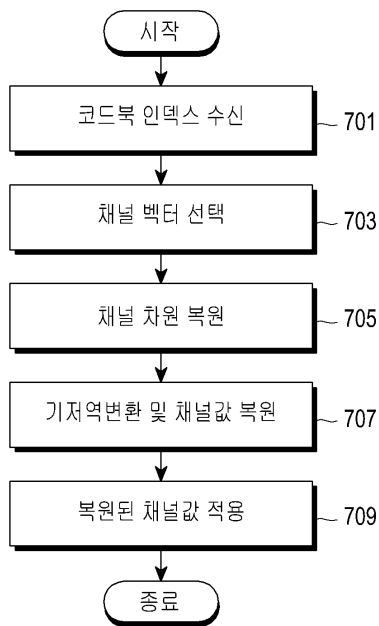 시작
코드북 인덱스 수신
701
채널 벡터 선택
703
채널 차원 복원
705
기저역변환 및 채널값 복원
707
복원된 채널값 적용
709
종료